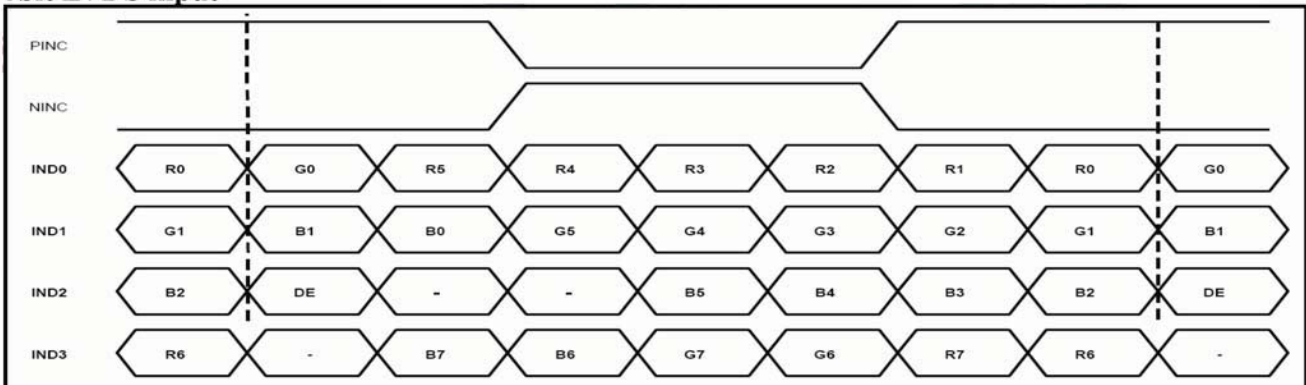 PINC
NINC
IND0 R0 G0 R5 R4 R3 R2 R1 R0 G0
IND1 G1 B1 B0 G5 G4 G3 G2 G1 B1
IND2 B2 DE - - B5 B4 B3 B2 DE
IND3 R6 - B7 B6 G7 G6 R7 R6 -